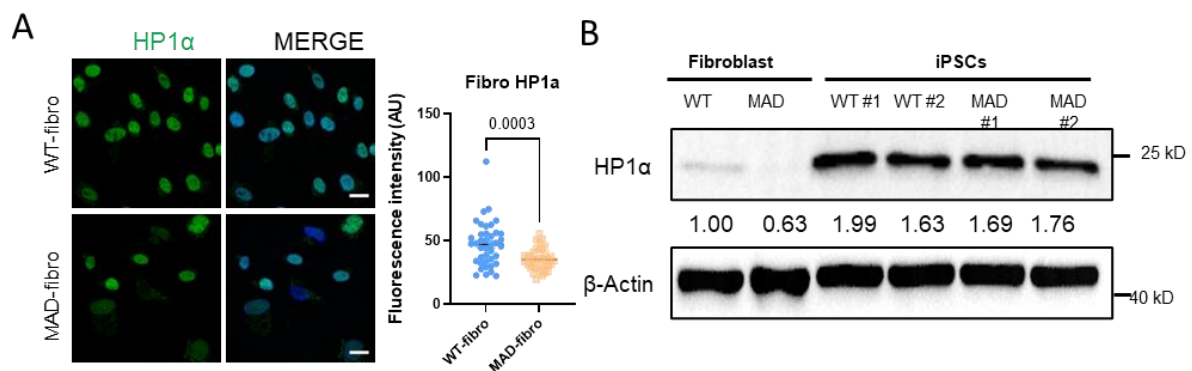 A
HP1α
MERGE
WT-fibro
MAD-fibro
Fibro HP1a
Fluorescence intensity (AU)
150
100
50
0
0.0003
WT-fibro
MAD-fibro
B
Fibroblast
iPSCs
WT
MAD
WT #1
WT #2
MAD
#1
MAD
#2
HP1α
25 kD
1.00
0.63
1.99
1.63
1.69
1.76
β-Actin
40 kD